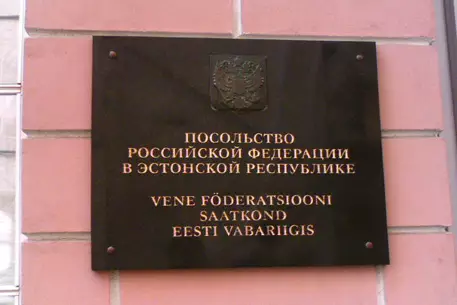 ПОСОЛЬСТВО
РОССИЙСКОЙ ФЕДЕРАЦИИ
В ЭСТОНСКОЙ РЕСПУБЛИКЕ
VENE FÖDERATSIOONI
SAATKOND
EESTI VABARIIGIS